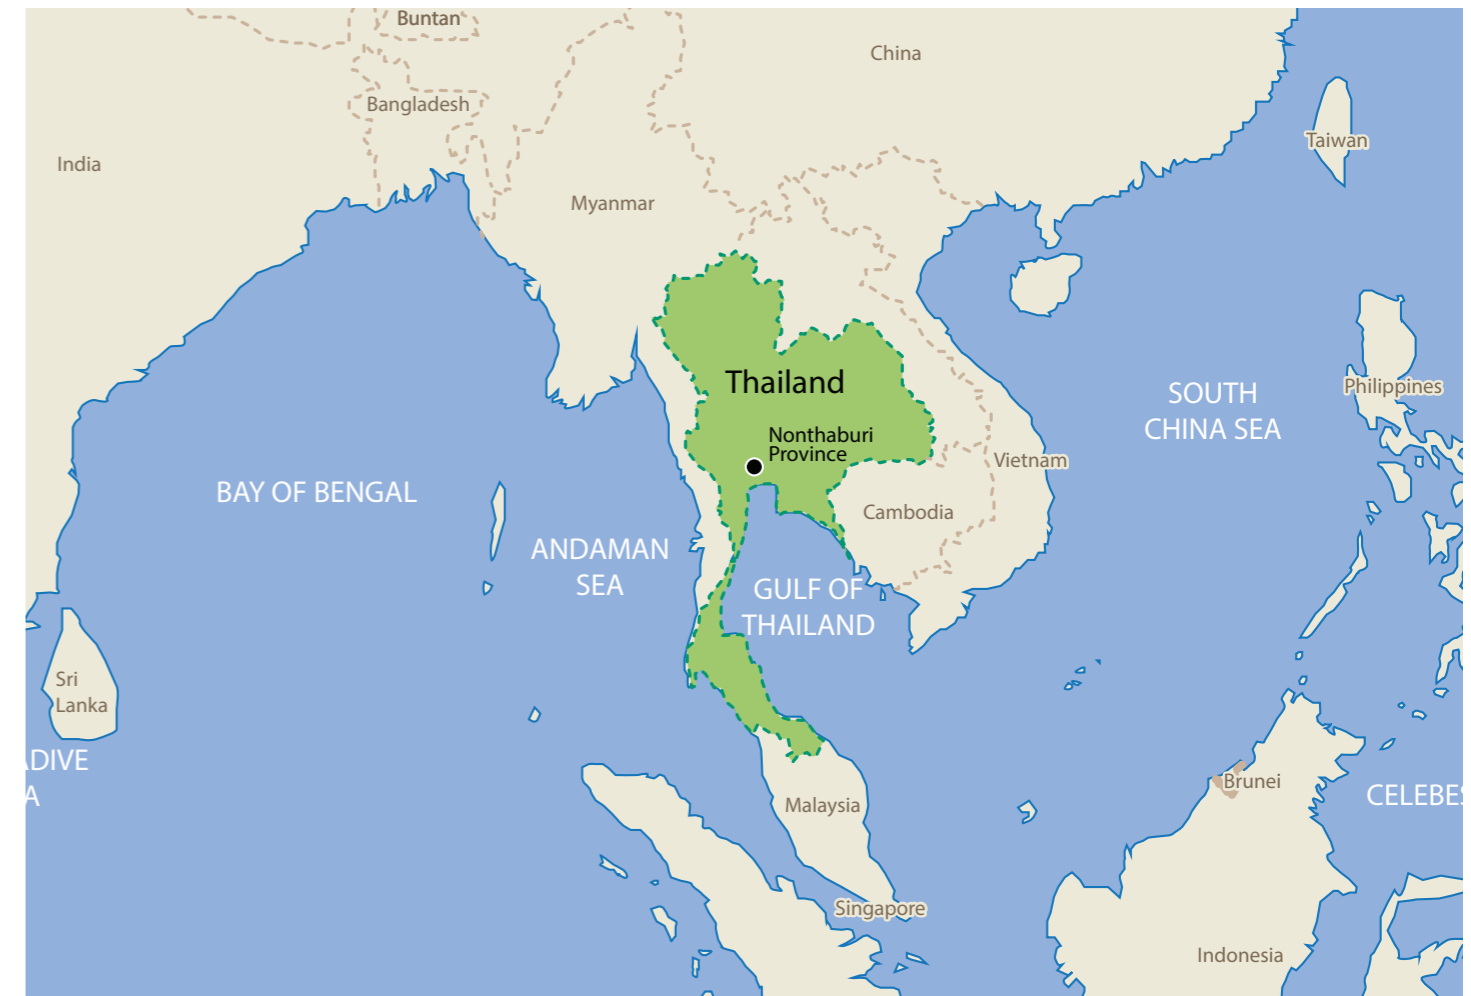 Buntan
China
Bangladesh
Taiwan
India
Myanmar
Thailand
SOUTH
CHINA SEA
Philippines
Nonthaburi
Province
Vietnam
BAY OF BENGAL
Cambodia
ANDAMAN
SEA
GULF OF
THAILAND
Sri
Lanka
ADIVE
A
Brunei
CELEBES
Malaysia
Singapore
Indonesia